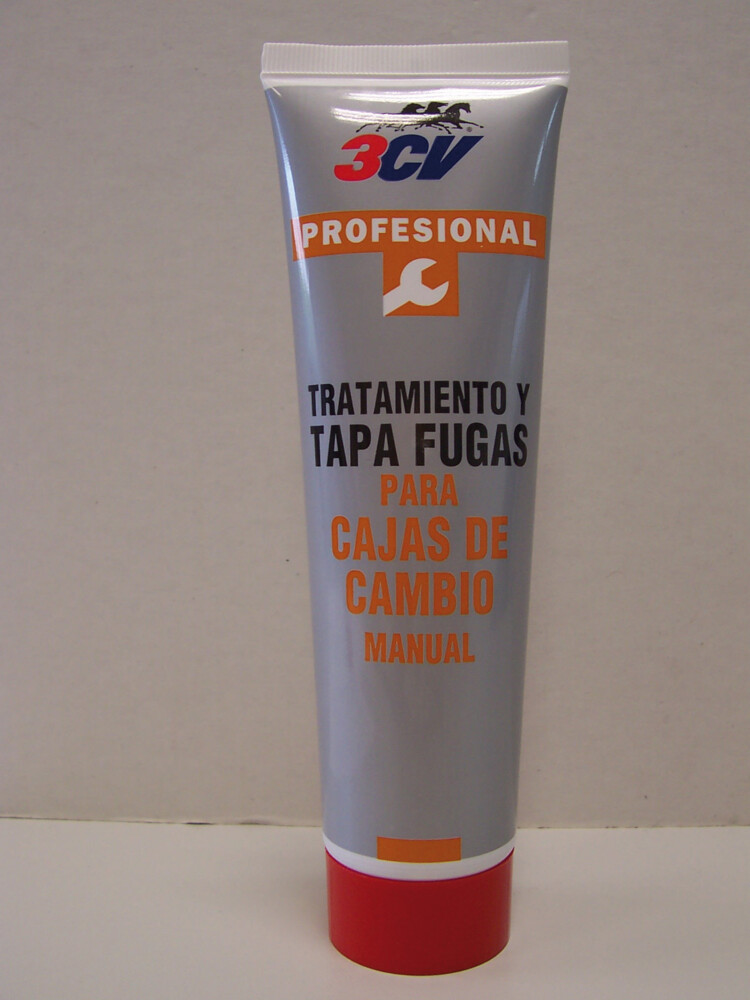 3CV
PROFESIONAL
TRATAMIENTO Y
TAPA FUGAS
PARA
CAJAS DE
CAMBIO
MANUAL